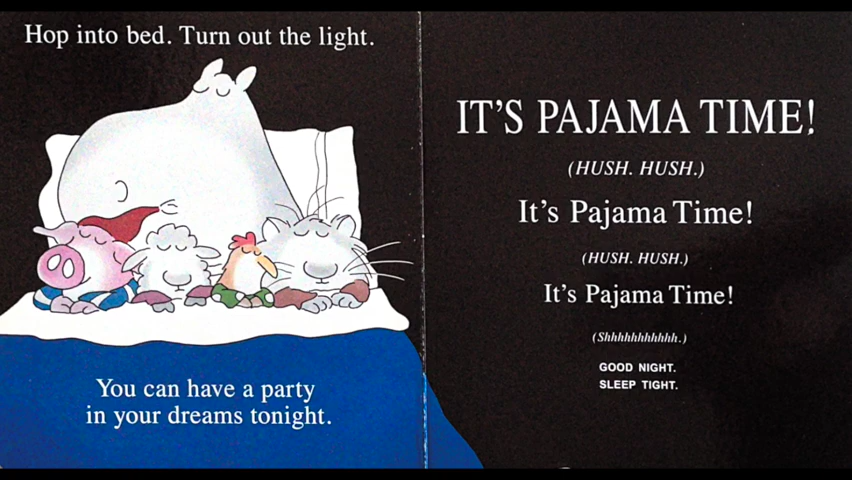 Hop into bed. Turn out the light.
You can have a party
in your dreams tonight.
IT'S PAJAMA TIME!
(HUSH. HUSH.)
It's Pajama Time!
(HUSH. HUSH.)
It's Pajama Time!
(Shhhhhhhhhhh.)
GOOD NIGHT.
SLEEP TIGHT.